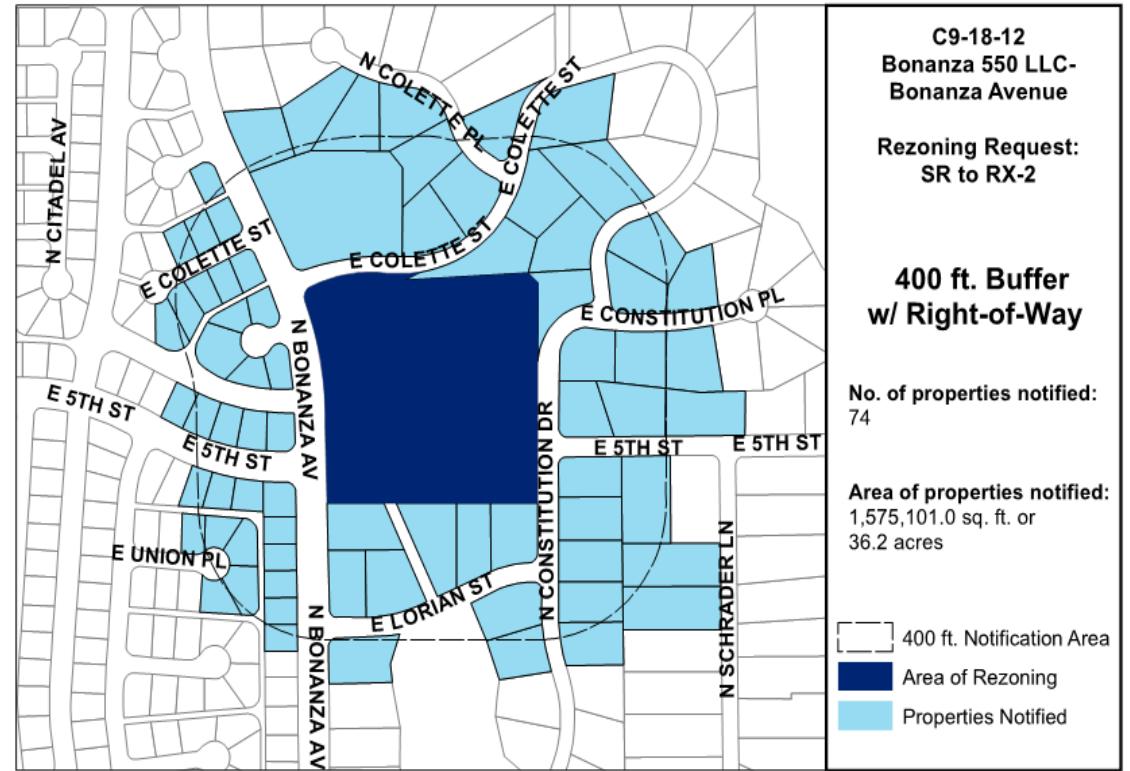 N COLETTE PL
E COLETTE ST
N CITADEL AV
E COLETTE ST
E COLETTE ST
E CONSTITUTION PL
N BONANZA AV
E 5TH ST
E 5TH ST
N CONSTITUTION DR
E 5TH ST
E 5TH ST
E UNION PL
E LORIAN ST
N BONANZA AV
N SCHRADER LN
C9-18-12
Bonanza 550 LLC-
Bonanza Avenue
Rezoning Request:
SR to RX-2
400 ft. Buffer
w/ Right-of-Way
No. of properties notified:
74
Area of properties notified:
1,575,101.0 sq. ft. or
36.2 acres
400 ft. Notification Area
Area of Rezoning
Properties Notified